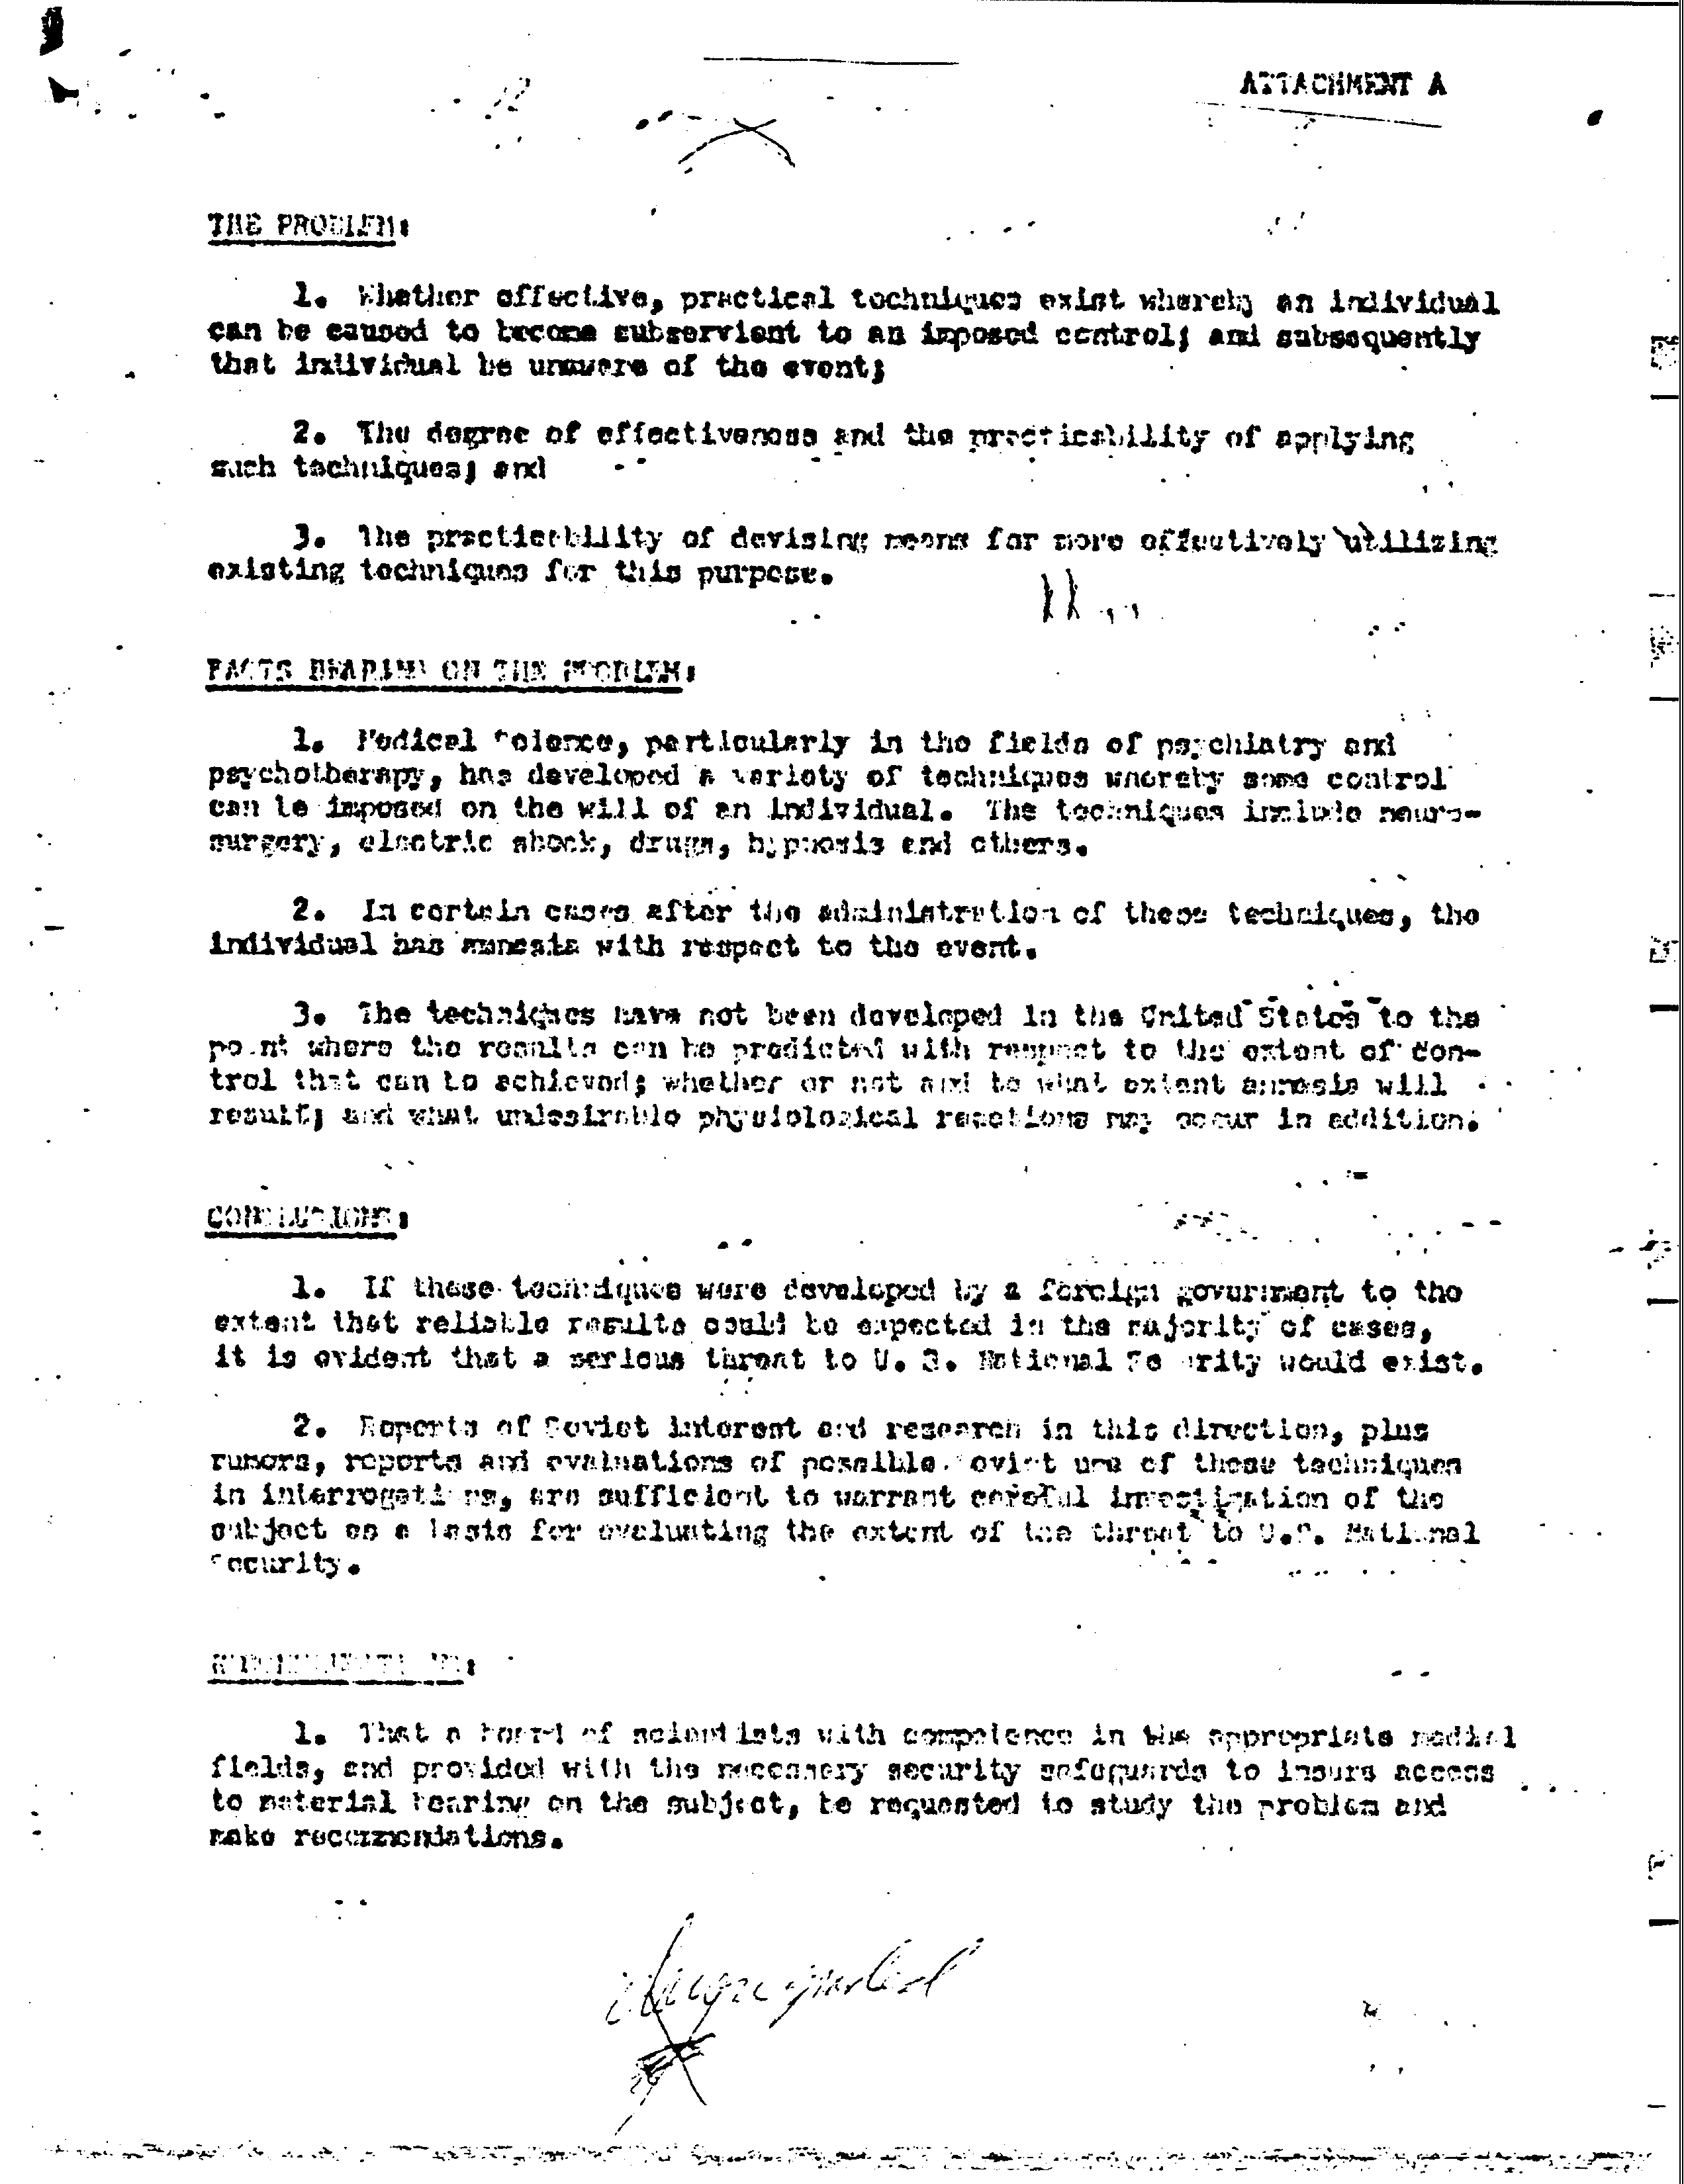 ATTACHMENT A
THE PROBLEM:
1. Whether effective, practical techniques exist whereby an individual
can be caused to become subservient to an imposed control; and subsequently
that individual be unaware of the event;
2. The degree of effectiveness and the practicability of applying
such techniques; and
3. The practicability of devising means for more effectively utilizing
existing techniques for this purpose.
FACTS BEARING ON THE PROBLEM:
1. Medical Science, particularly in the fields of psychiatry and
psychotherapy, has developed a variety of techniques whereby some control
can be imposed on the will of an individual. The techniques include neuro-
surgery, electric shock, drugs, hypnosis and others.
2. In certain cases after the administration of these techniques, the
individual has amnesia with respect to the event.
3. The techniques have not been developed in the United States to the
point where the results can be predicted with respect to the extent of con-
trol that can be achieved; whether or not and to what extent amnesia will
result; and what undesirable physiological reactions may occur in addition.
CONCLUSIONS:
1. If these techniques were developed by a foreign government to the
extent that reliable results could be expected in the majority of cases,
it is evident that a serious threat to U. S. National Security would exist.
2. Reports of Soviet interest and research in this direction, plus
rumors, reports and evaluations of possible Soviet use of these techniques
in interrogations, are sufficient to warrant careful investigation of the
subject as a basis for evaluating the extent of the threat to U.S. National
Security.
RECOMMENDATIONS:
1. That a board of scientists with competence in the appropriate medical
fields, and provided with the necessary security safeguards to insure access
to material bearing on the subject, be requested to study the problem and
make recommendations.